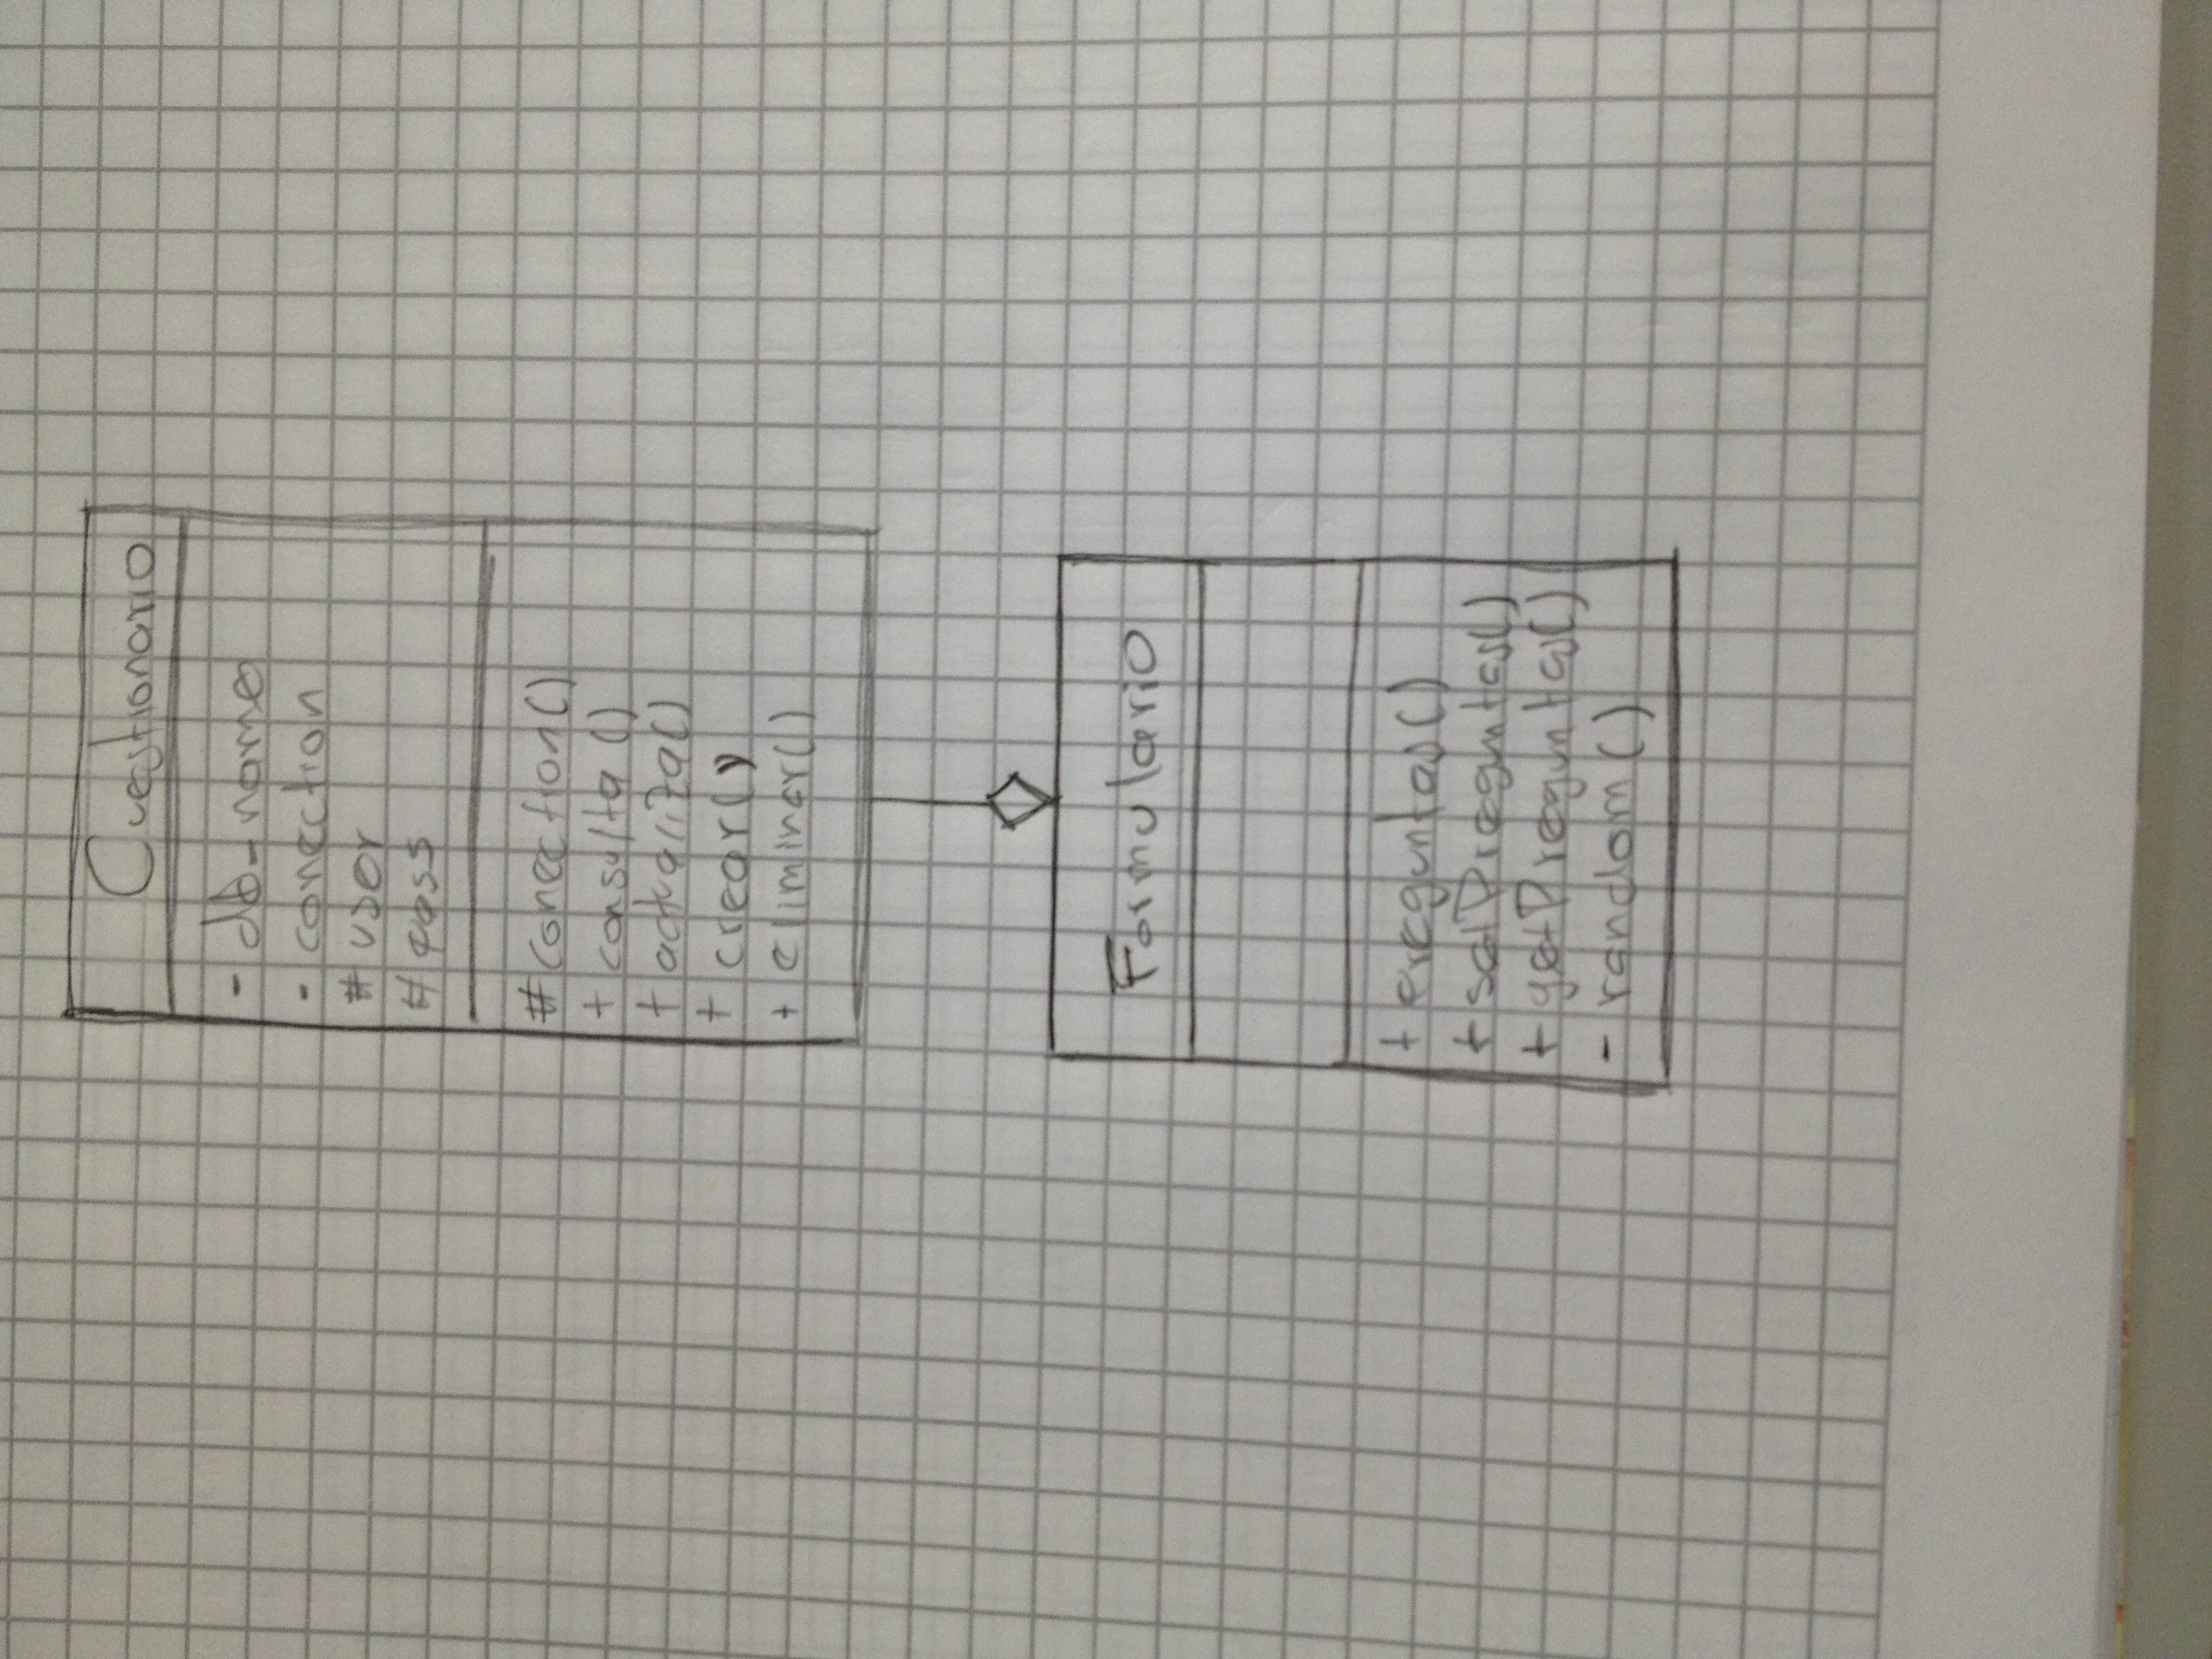 Cuestionario
- db_name
- conection
# user
# pass
# conection()
+ consulta ()
+ actualiza()
+ crear()
+ eliminar()
Formulario
+ preguntas()
+ setPreguntas()
+ getPreguntas()
- random()